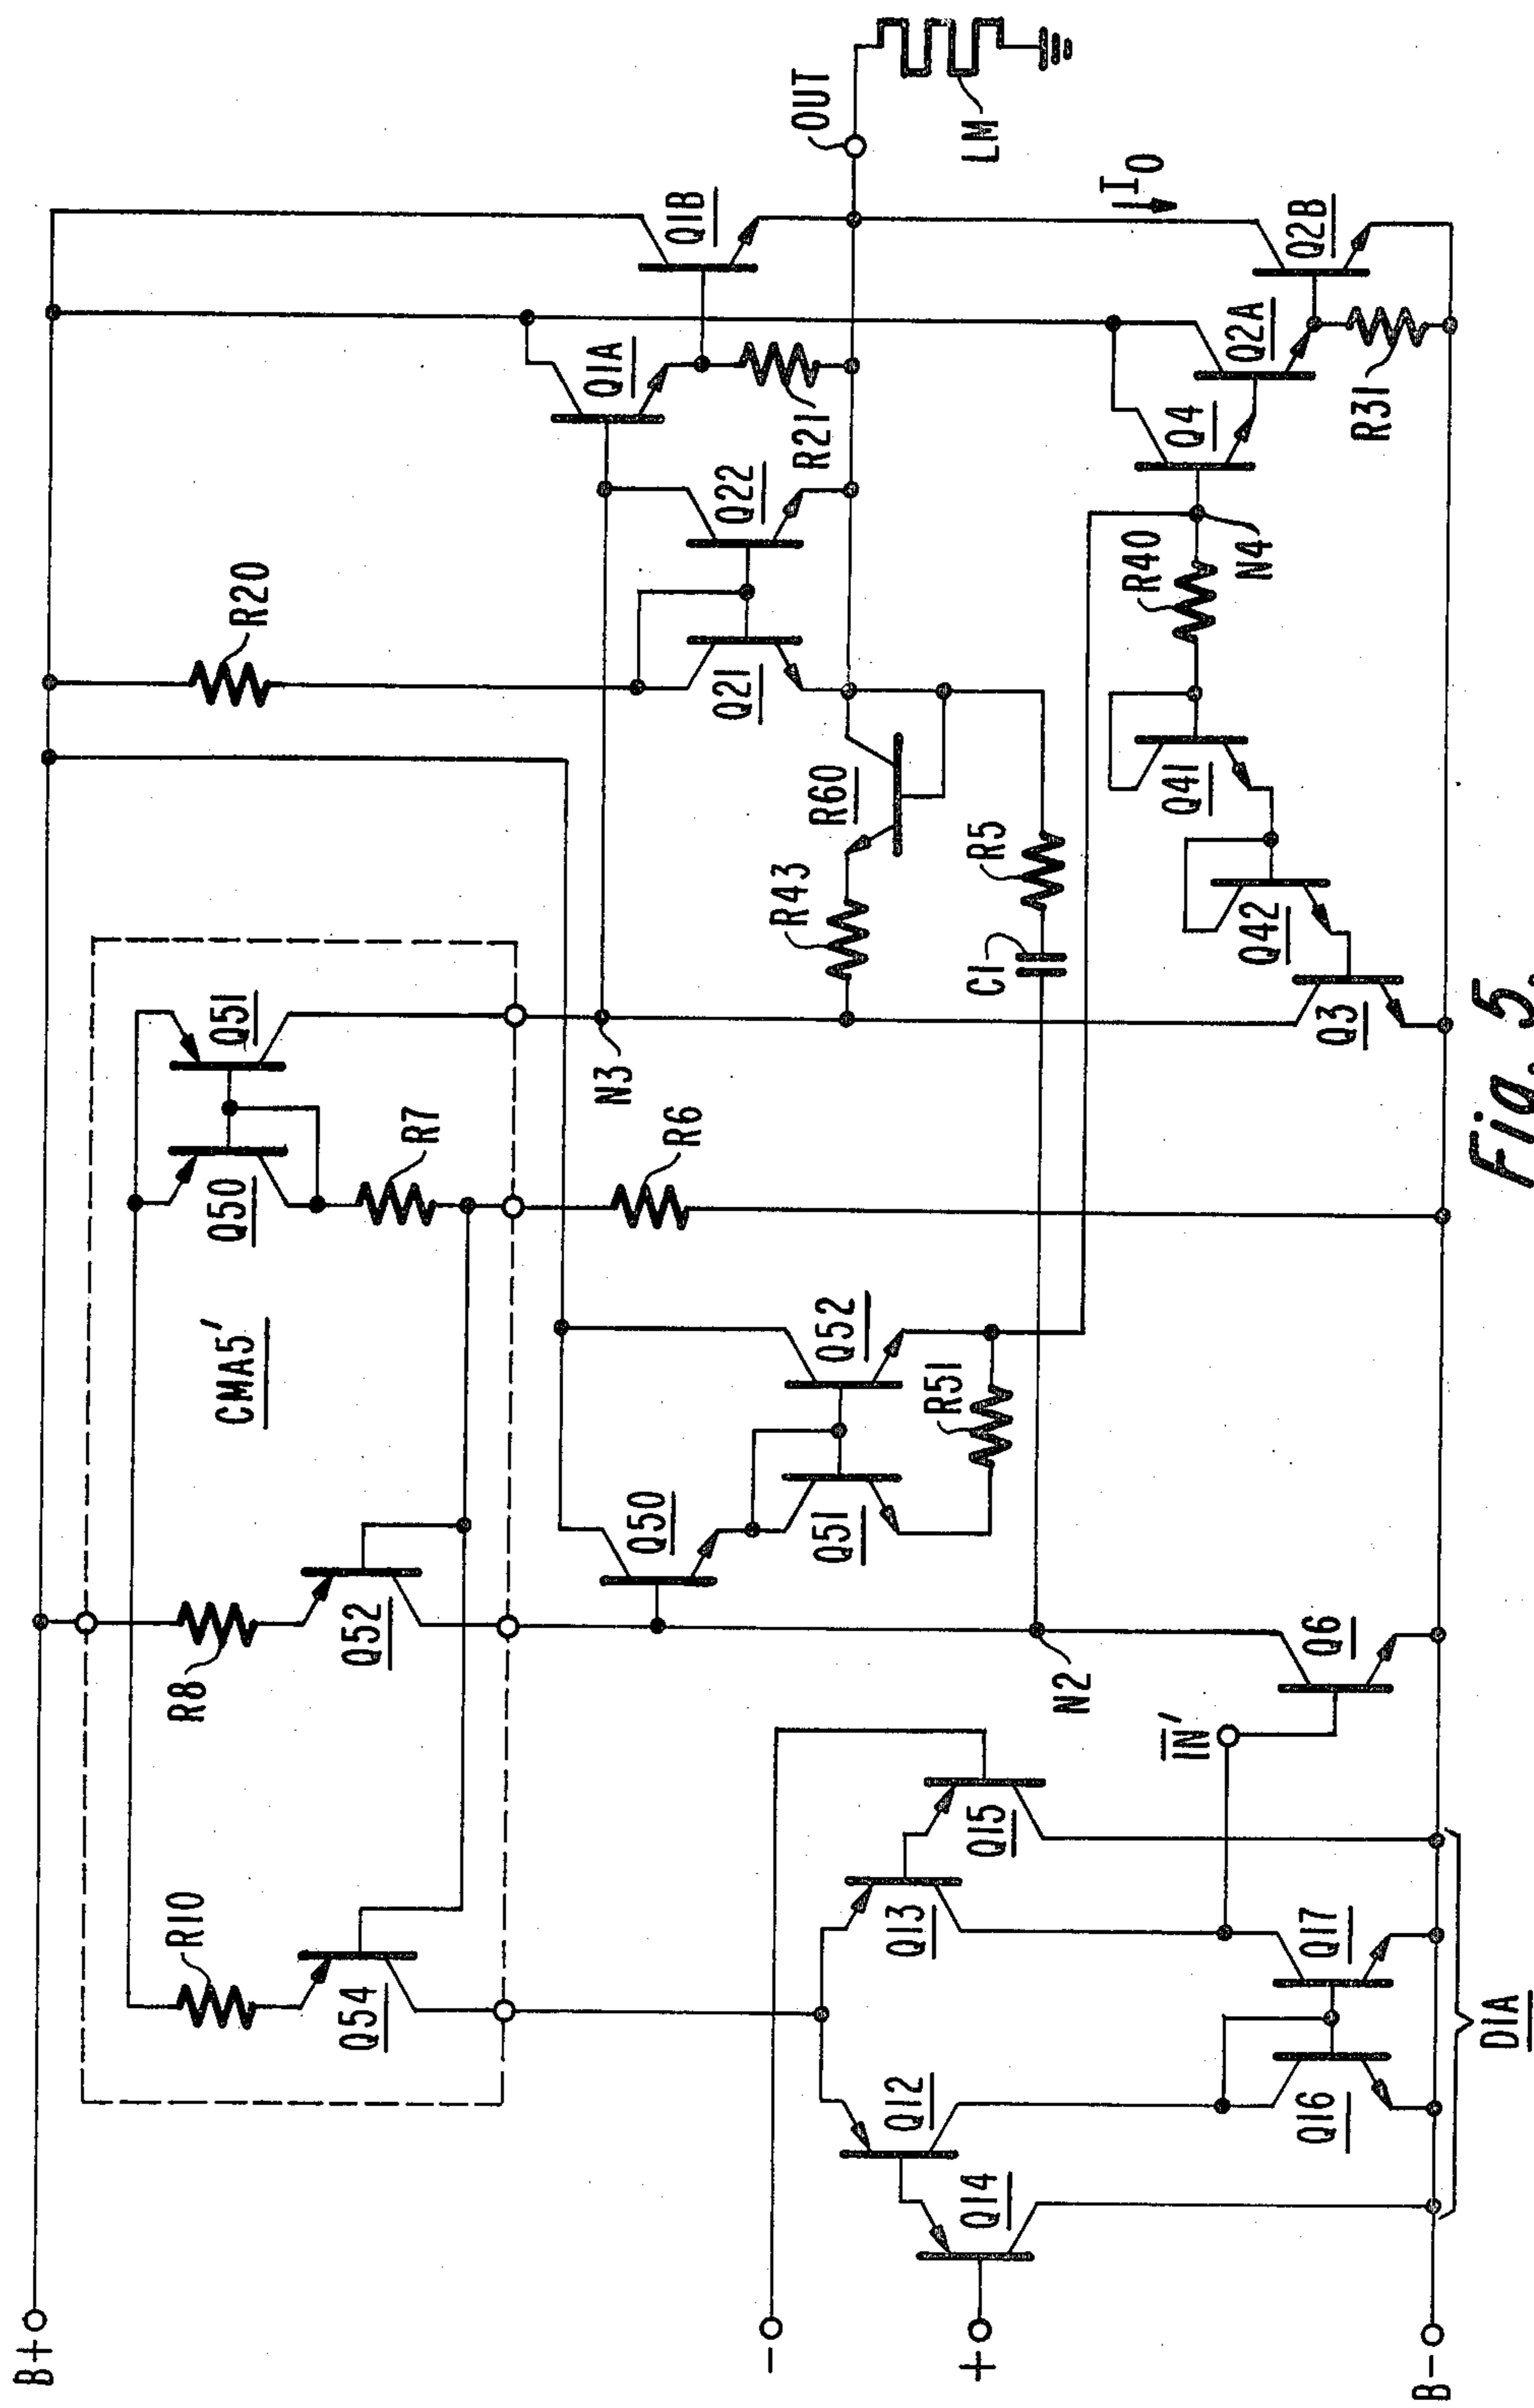 B+
R10
Q54
R8
Q52
CMA5′
Q50
Q51
R7
R20
Q50
Q51
Q52
R51
R6
N3
R43
R60
Q21
Q22
Q1A
R21
Q1B
OUT
LM
C1
R5
-
+
Q14
Q12
Q13
Q15
IN′
N2
Q6
Q16
Q17
Q3
Q42
Q41
R40
N4
Q4
Q2A
R31
Q2B
IO
B-
D1A
Fig. 5.